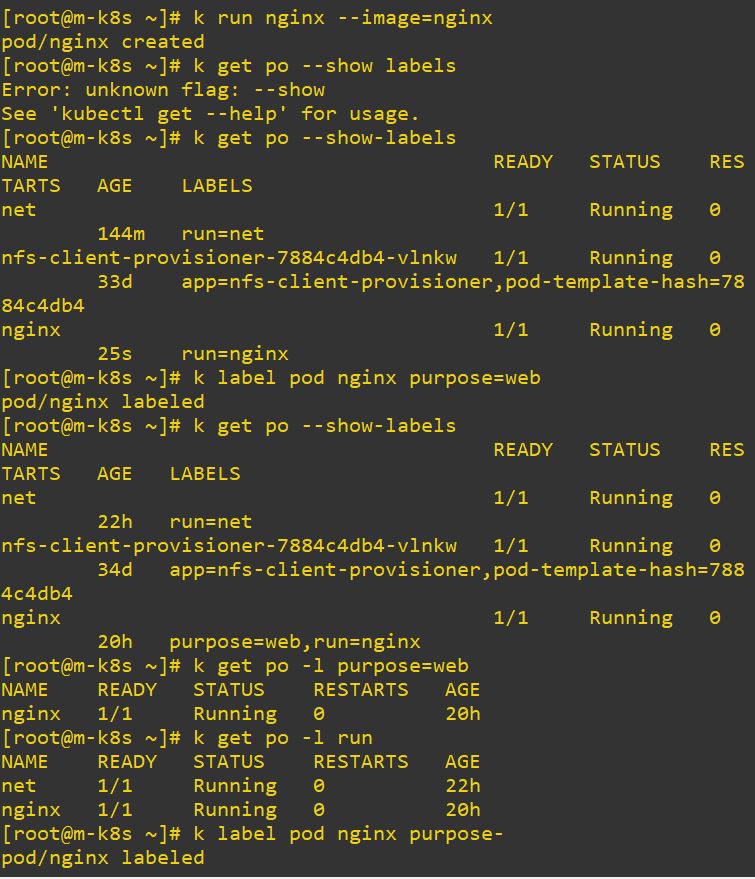 [root@m-k8s ~]# k run nginx --image=nginx
pod/nginx created
[root@m-k8s ~]# k get po --show labels
Error: unknown flag: --show
See 'kubectl get --help' for usage.
[root@m-k8s ~]# k get po --show-labels
NAME                                     READY   STATUS    RES
TARTS   AGE    LABELS
net                                      1/1     Running   0
        144m   run=net
nfs-client-provisioner-7884c4db4-vlnkw   1/1     Running   0
        33d    app=nfs-client-provisioner,pod-template-hash=78
84c4db4
nginx                                    1/1     Running   0
        25s    run=nginx
[root@m-k8s ~]# k label pod nginx purpose=web
pod/nginx labeled
[root@m-k8s ~]# k get po --show-labels
NAME                                     READY   STATUS    RES
TARTS   AGE   LABELS
net                                      1/1     Running   0
        22h   run=net
nfs-client-provisioner-7884c4db4-vlnkw   1/1     Running   0
        34d   app=nfs-client-provisioner,pod-template-hash=788
4c4db4
nginx                                    1/1     Running   0
        20h   purpose=web,run=nginx
[root@m-k8s ~]# k get po -l purpose=web
NAME    READY   STATUS    RESTARTS   AGE
nginx   1/1     Running   0          20h
[root@m-k8s ~]# k get po -l run
NAME    READY   STATUS    RESTARTS   AGE
net     1/1     Running   0          22h
nginx   1/1     Running   0          20h
[root@m-k8s ~]# k label pod nginx purpose-
pod/nginx labeled